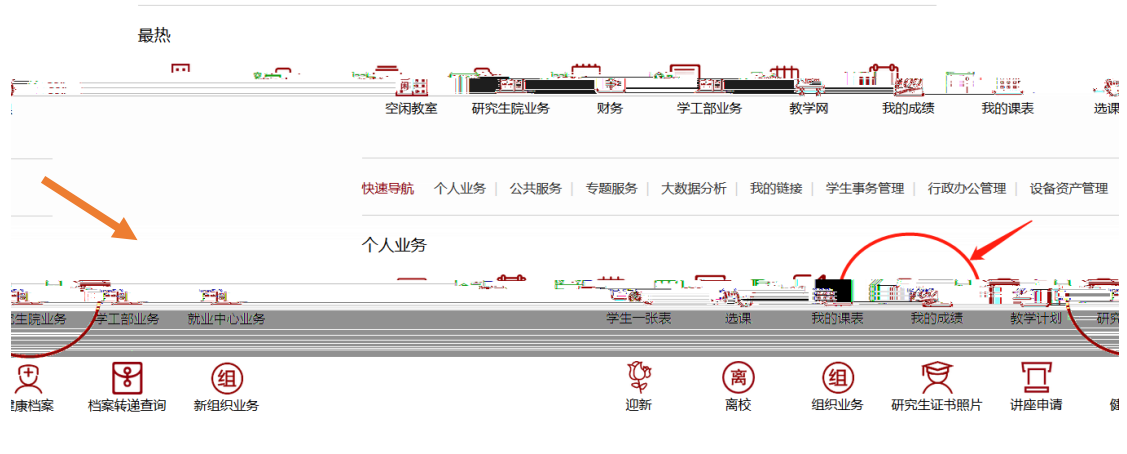 最热
空闲教室 研究生院业务 财务 学工部业务 教学网 我的成绩 我的课表 选课
快速导航 个人业务 | 公共服务 | 专题服务 | 大数据分析 | 我的链接 | 学生事务管理 | 行政办公管理 | 设备资产管理
个人业务
生院业务 学工部业务 就业中心业务 学生一张表 选课 我的课表 我的成绩 教学计划 研究
组 离 组
健康档案 档案转递查询 新组织业务 迎新 离校 组织业务 研究生证书照片 讲座申请